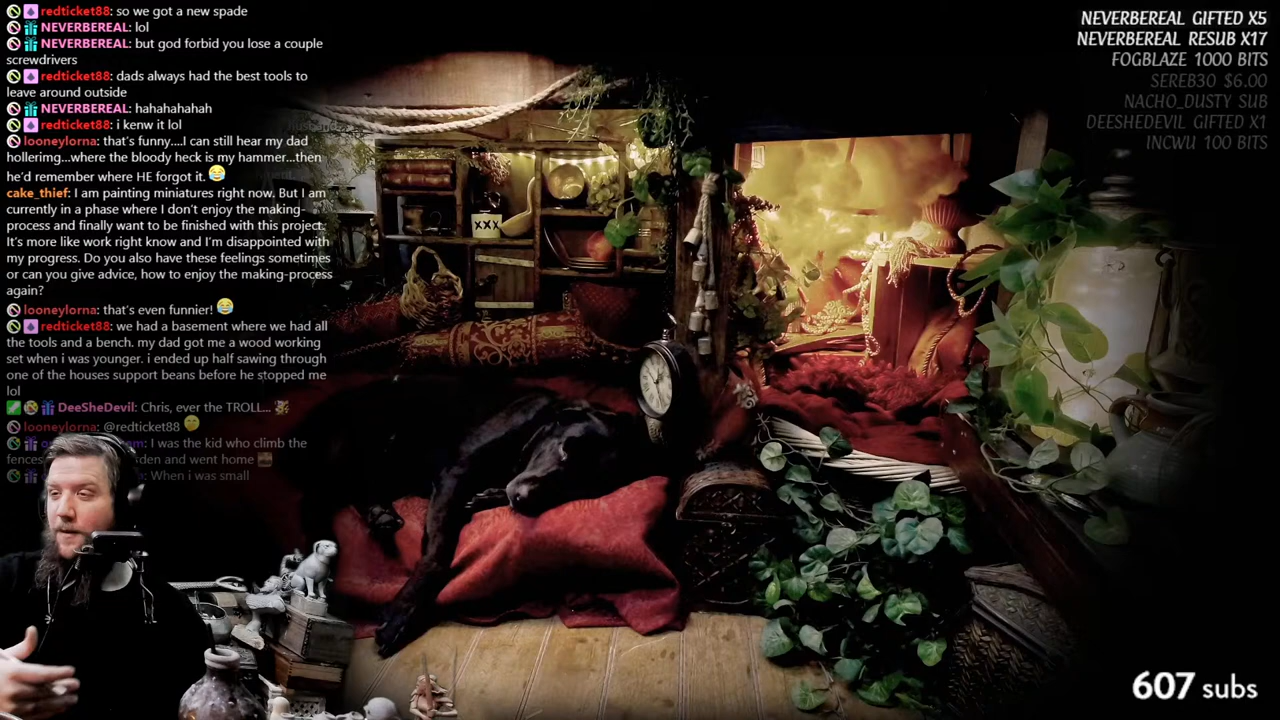 redticket88: so we got a new spade
NEVERBEREAL: lol
NEVERBEREAL: but god forbid you lose a couple
screwdrivers
redticket88: dads always had the best tools to
leave around outside
NEVERBEREAL: hahahahahah
redticket88: i kenw it lol
looneylorna: that's funny....I can still hear my dad
hollerimg...where the bloody heck is my hammer...then
he'd remember where HE forgot it.
cake_thief: I am painting miniatures right now. But I am
currently in a phase where I don't enjoy the making-
process and finally want to be finished with this project.
It's more like work right know and I'm disappointed with
my progress. Do you also have these feelings sometimes
or can you give advice, how to enjoy the making-process
again?
looneylorna: that's even funnier!
redticket88: we had a basement where we had all
the tools and a bench. my dad got me a wood working
set when i was younger. i ended up half sawing through
one of the houses support beans before he stopped me
lol
DeeSheDevil: Chris, ever the TROLL...
looneylorna: @redticket88
I was the kid who climb the
fences and went home
When i was small
NEVERBEREAL GIFTED X5
NEVERBEREAL RESUB X17
FOGBLAZE 1000 BITS
SEREB30 $6.00
NACHO_DUSTY SUB
DEESHEDEVIL GIFTED X1
INCWU 100 BITS
XXX
607 subs